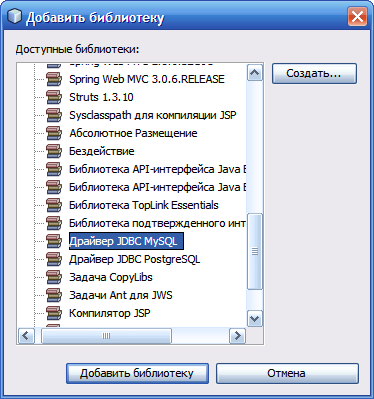 Добавить библиотеку
Доступные библиотеки:
Spring Web MVC 3.0.6.RELEASE
Struts 1.3.10
Sysclasspath для компиляции JSP
Абсолютное Размещение
Бездействие
Библиотека API-интерфейса Java E
Библиотека API-интерфейса Java E
Библиотека TopLink Essentials
Библиотека подтвержденного инт
Драйвер JDBC MySQL
Драйвер JDBC PostgreSQL
Задача CopyLibs
Задачи Ant для JWS
Компилятор JSP
Создать...
Добавить библиотеку
Отмена